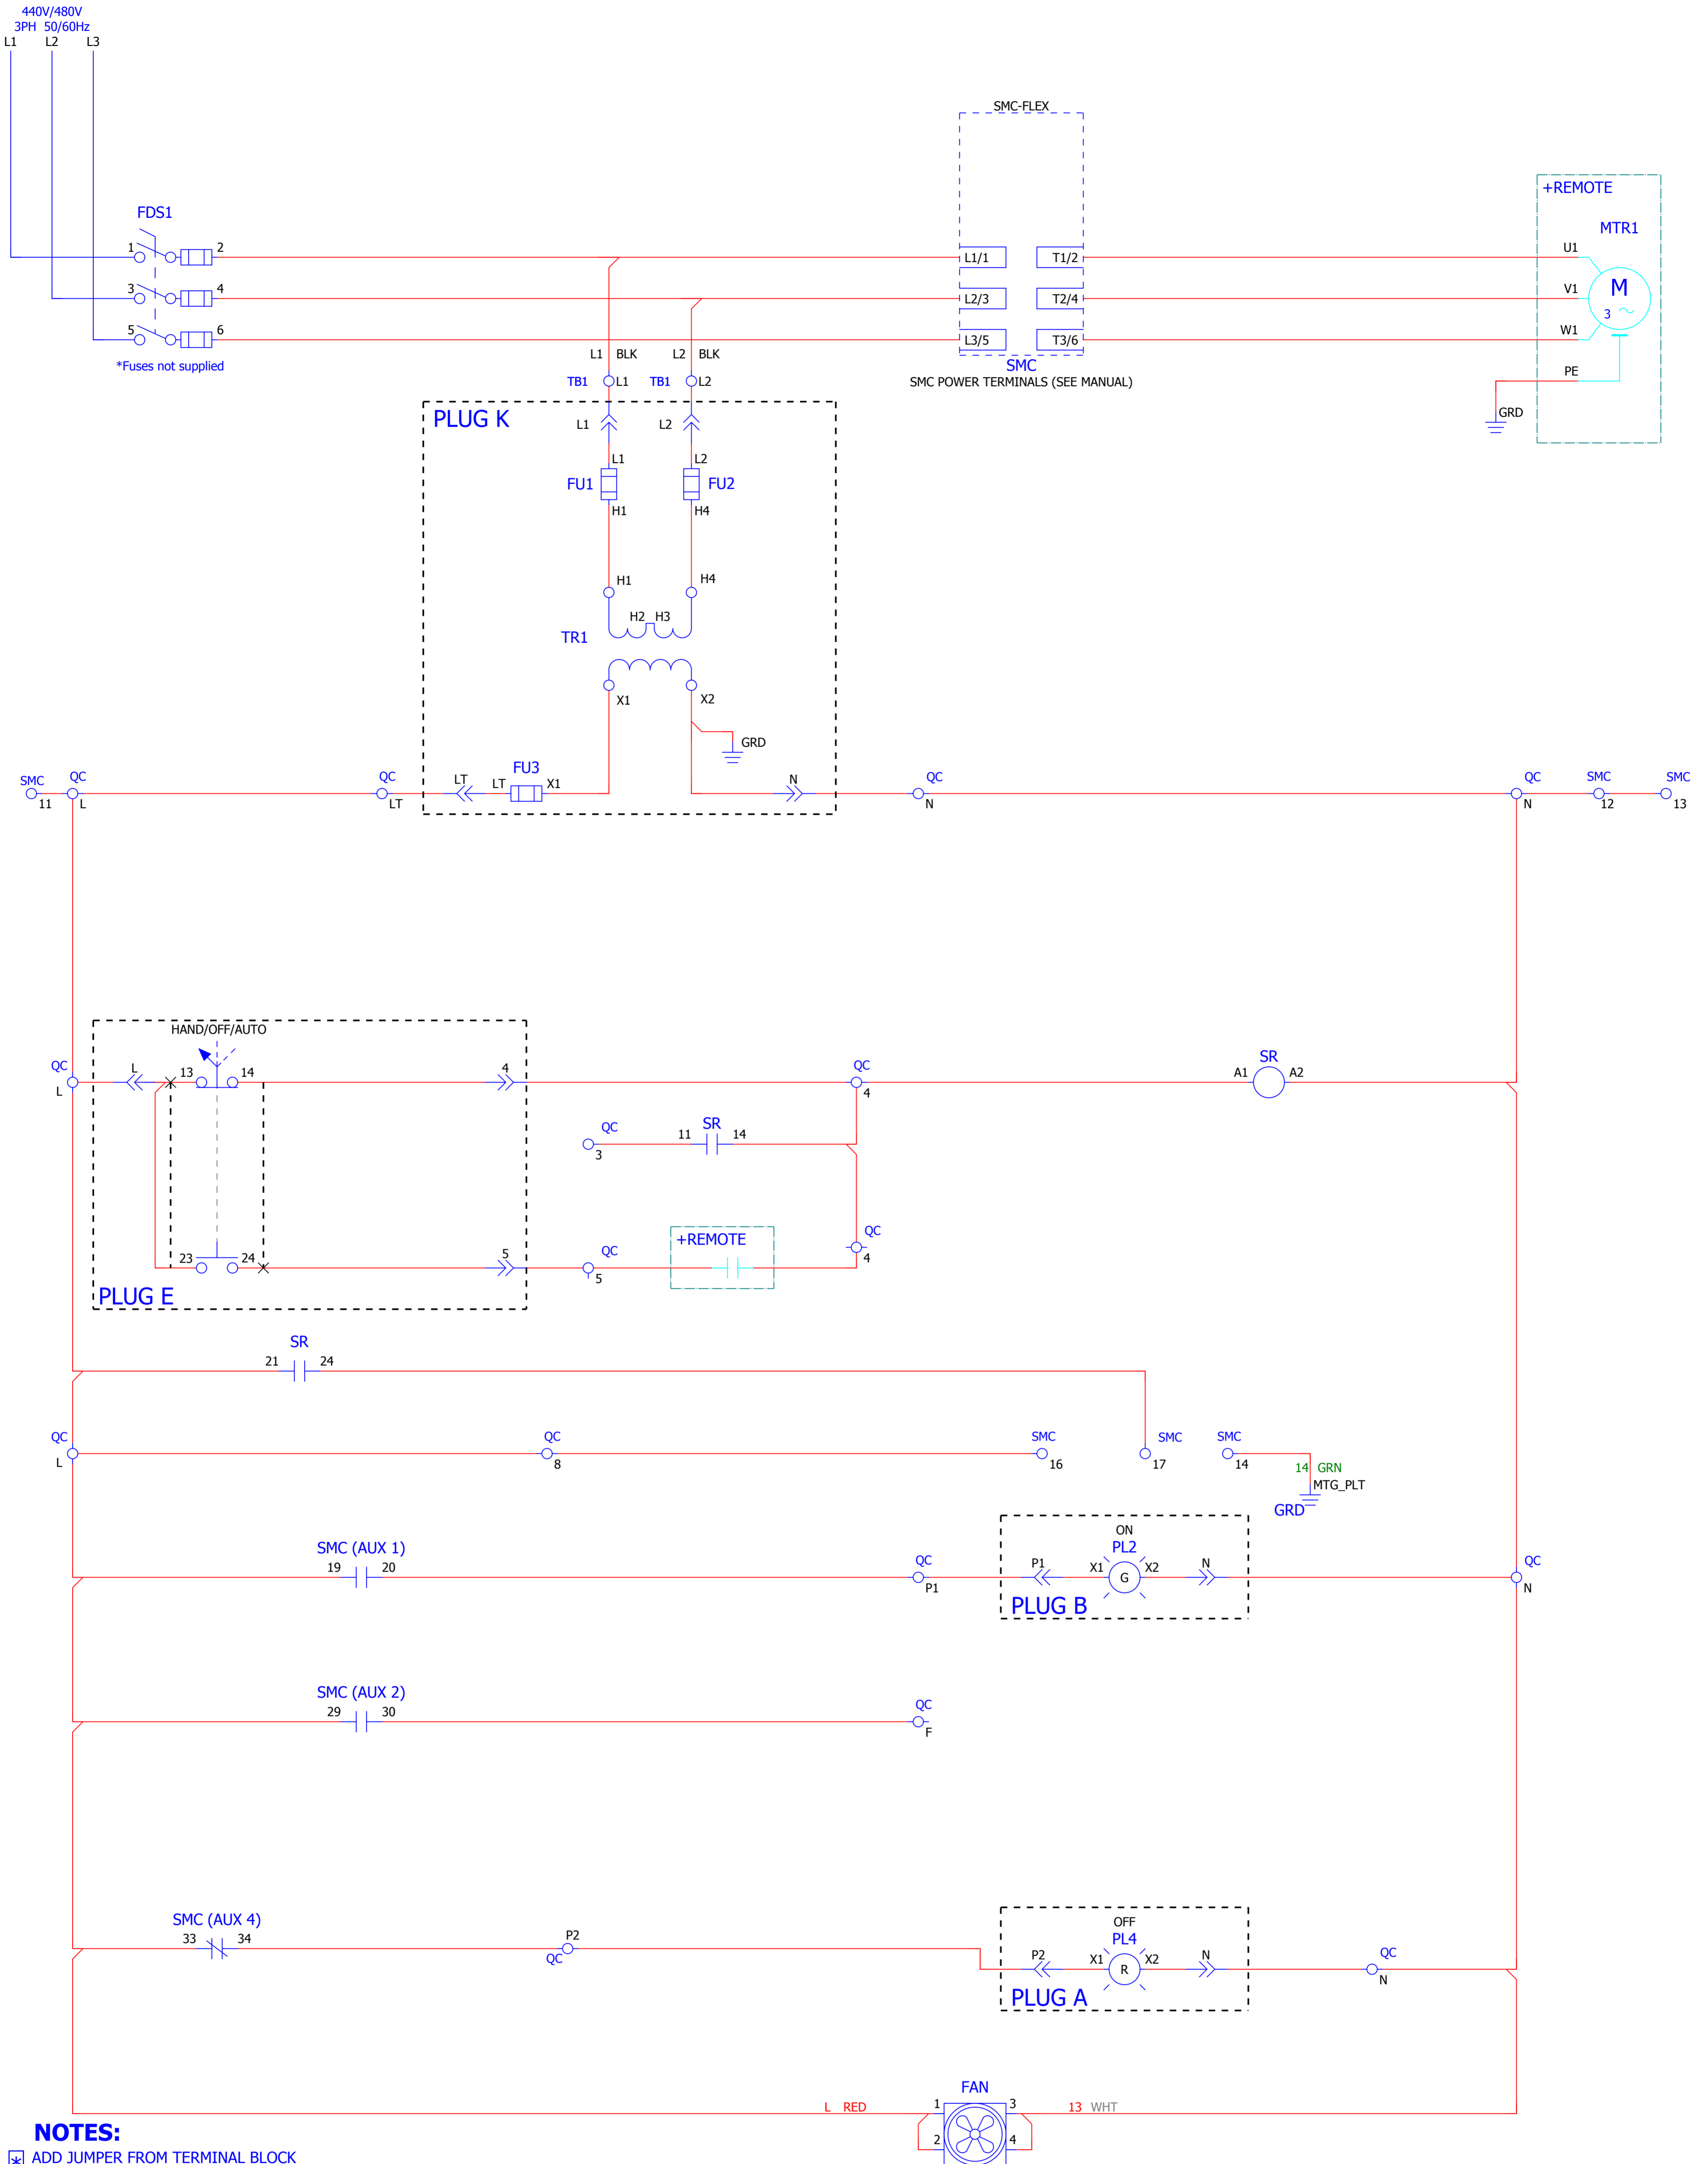 440V/480V
3PH 50/60Hz
L1 L2 L3
SMC-FLEX
+REMOTE
MTR1
FDS1
1 2
L1/1 T1/2
U1
3 4
L2/3 T2/4
V1
M
3
5 6
L3/5 T3/6
W1
*Fuses not supplied
L1 BLK L2 BLK
SMC
SMC POWER TERMINALS (SEE MANUAL)
PE
TB1 L1 TB1 L2
GRD
PLUG K
L1 L2
L1 L2
FU1 FU2
H1 H4
H1 H4
H2 H3
TR1
X1 X2
GRD
SMC QC QC LT LT FU3 X1 N QC QC SMC SMC
11 L LT N N 12 13
HAND/OFF/AUTO
QC L 13 14 4 QC SR
L 4 A1 A2
QC 11 SR 14
3
QC
4
+REMOTE
23 24 5 QC
5
PLUG E
SR
21 24
QC QC SMC SMC SMC
L 8 16 17 14
14 GRN
MTG_PLT
GRD
ON
SMC (AUX 1) PL2
19 20 QC P1 X1 G X2 N QC
P1 N
PLUG B
SMC (AUX 2)
29 30 QC
F
OFF
SMC (AUX 4) PL4
33 34 P2
QC
P2 X1 R X2 N QC
N
PLUG A
FAN
L RED 1 3 13 WHT
2 4
NOTES:
* ADD JUMPER FROM TERMINAL BLOCK